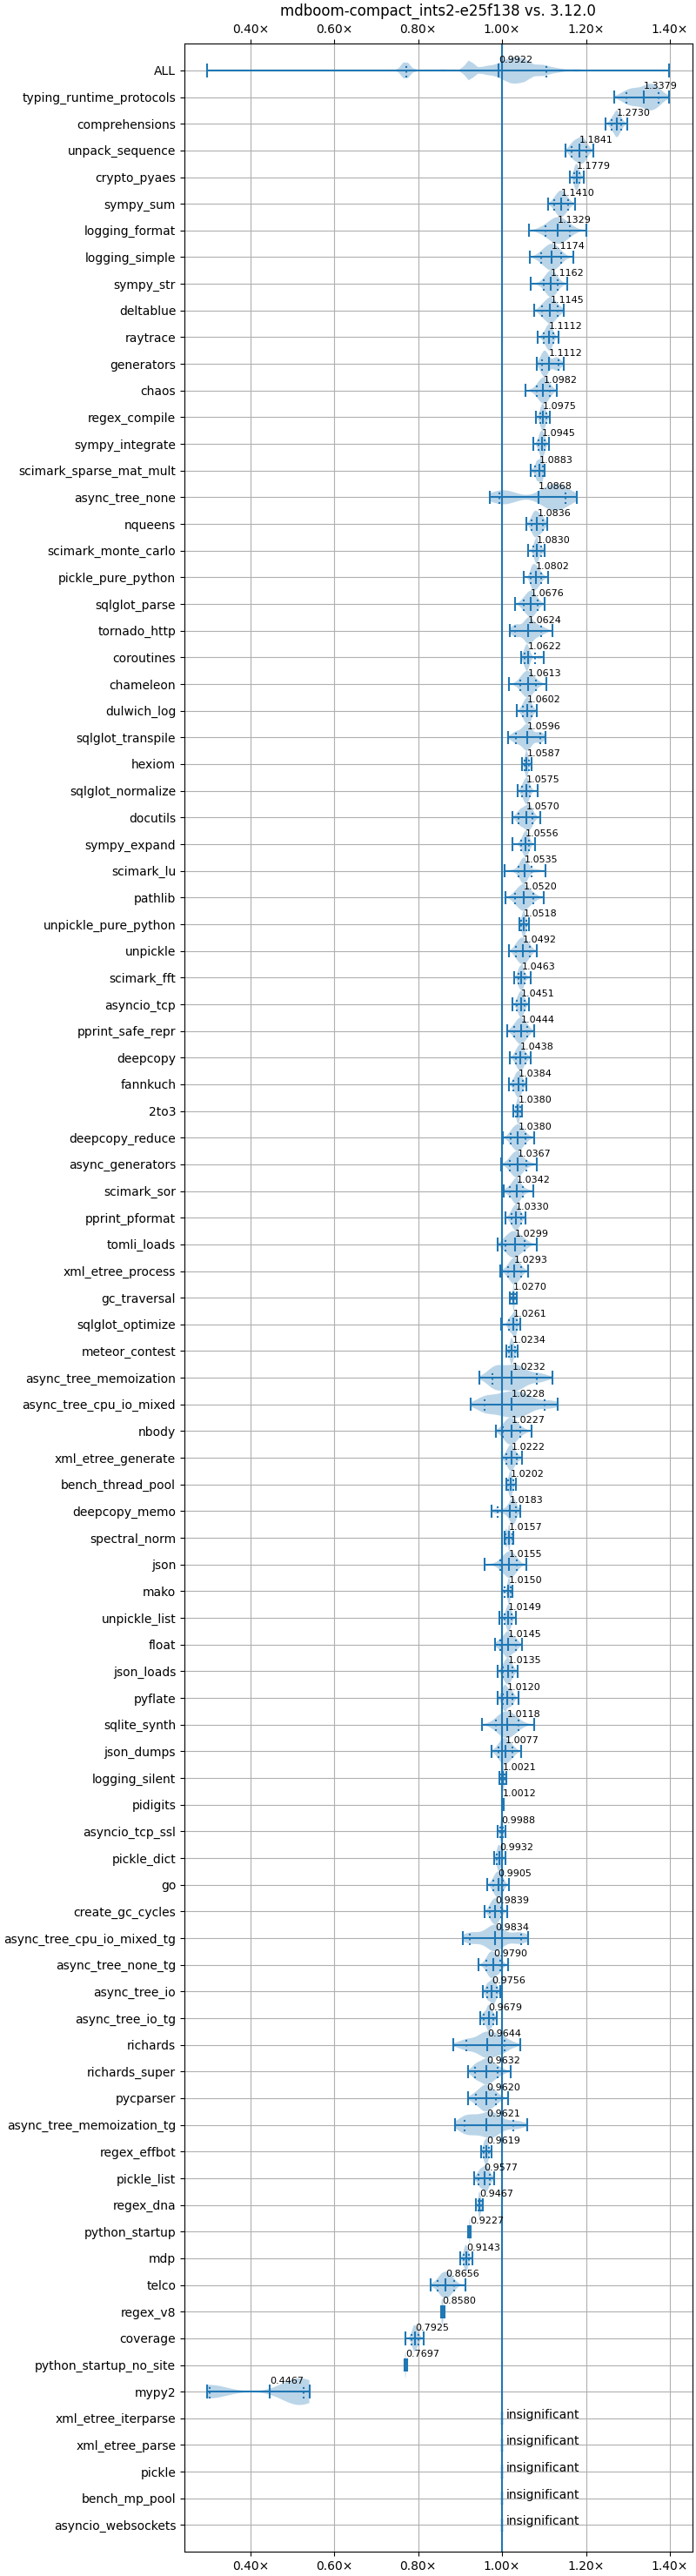 mdboom-compact_ints2-e25f138 vs. 3.12.0
0.40× 0.60× 0.80× 1.00× 1.20× 1.40×
ALL 0.9922
typing_runtime_protocols 1.3379
comprehensions 1.2730
unpack_sequence 1.1841
crypto_pyaes 1.1779
sympy_sum 1.1410
logging_format 1.1329
logging_simple 1.1174
sympy_str 1.1162
deltablue 1.1145
raytrace 1.1112
generators 1.1112
chaos 1.0982
regex_compile 1.0975
sympy_integrate 1.0945
scimark_sparse_mat_mult 1.0883
async_tree_none 1.0868
nqueens 1.0836
scimark_monte_carlo 1.0830
pickle_pure_python 1.0802
sqlglot_parse 1.0676
tornado_http 1.0624
coroutines 1.0622
chameleon 1.0613
dulwich_log 1.0602
sqlglot_transpile 1.0596
hexiom 1.0587
sqlglot_normalize 1.0575
docutils 1.0570
sympy_expand 1.0556
scimark_lu 1.0535
pathlib 1.0520
unpickle_pure_python 1.0518
unpickle 1.0492
scimark_fft 1.0463
asyncio_tcp 1.0451
pprint_safe_repr 1.0444
deepcopy 1.0438
fannkuch 1.0384
2to3 1.0380
deepcopy_reduce 1.0380
async_generators 1.0367
scimark_sor 1.0342
pprint_pformat 1.0330
tomli_loads 1.0299
xml_etree_process 1.0293
gc_traversal 1.0270
sqlglot_optimize 1.0261
meteor_contest 1.0234
async_tree_memoization 1.0232
async_tree_cpu_io_mixed 1.0228
nbody 1.0227
xml_etree_generate 1.0222
bench_thread_pool 1.0202
deepcopy_memo 1.0183
spectral_norm 1.0157
json 1.0155
mako 1.0150
unpickle_list 1.0149
float 1.0145
json_loads 1.0135
pyflate 1.0120
sqlite_synth 1.0118
json_dumps 1.0077
logging_silent 1.0021
pidigits 1.0012
asyncio_tcp_ssl 0.9988
pickle_dict 0.9932
go 0.9905
create_gc_cycles 0.9839
async_tree_cpu_io_mixed_tg 0.9834
async_tree_none_tg 0.9790
async_tree_io 0.9756
async_tree_io_tg 0.9679
richards 0.9644
richards_super 0.9632
pycparser 0.9620
async_tree_memoization_tg 0.9621
regex_effbot 0.9619
pickle_list 0.9577
regex_dna 0.9467
python_startup 0.9227
mdp 0.9143
telco 0.8656
regex_v8 0.8580
coverage 0.7925
python_startup_no_site 0.7697
mypy2 0.4467
xml_etree_iterparse insignificant
xml_etree_parse insignificant
pickle insignificant
bench_mp_pool insignificant
asyncio_websockets insignificant
0.40× 0.60× 0.80× 1.00× 1.20× 1.40×